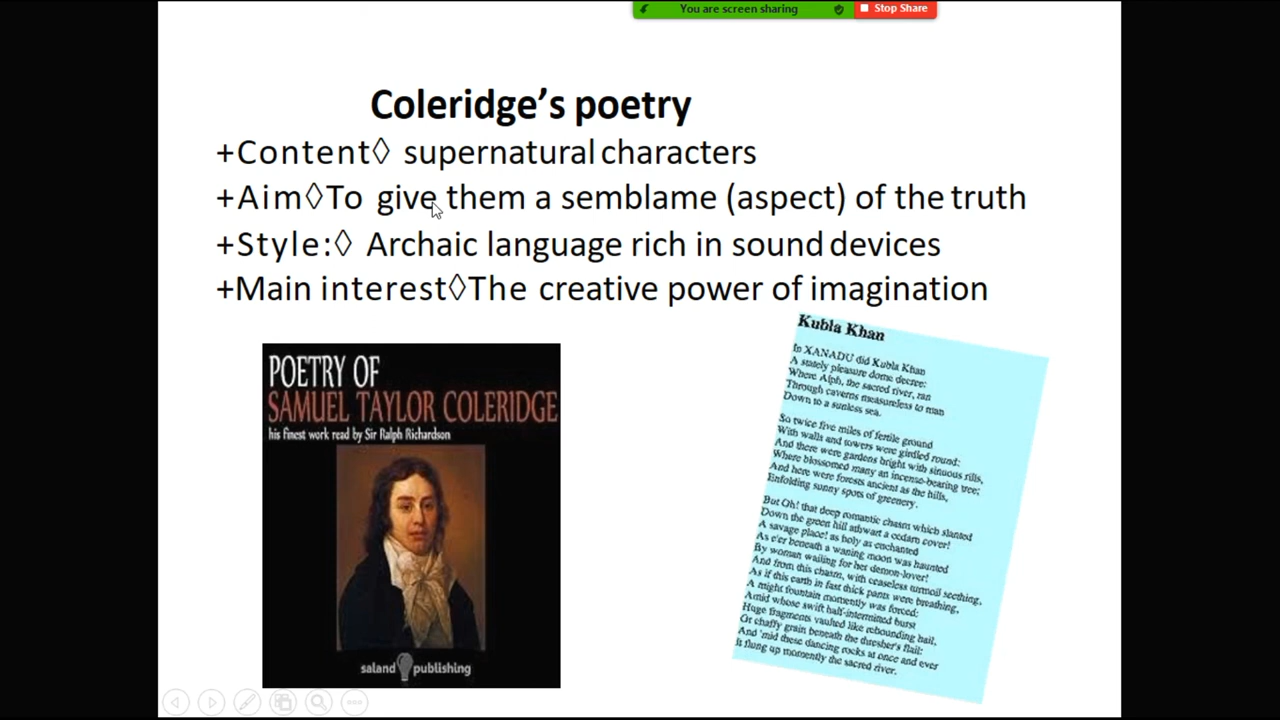 You are screen sharing
Stop Share
Coleridge's poetry
+Content◊ supernatural characters
+Aim◊To give them a semblame (aspect) of the truth
+Style:◊ Archaic language rich in sound devices
+Main interest◊The creative power of imagination
POETRY OF
SAMUEL TAYLOR COLERIDGE
his finest work read by Sir Ralph Richardson
saland publishing
Kubla Khan
In XANADU did Kubla Khan
A stately pleasure dome decree:
Where Alph, the sacred river, ran
Through caverns measureless to man
Down to a sunless sea.
So twice five miles of fertile ground
With walls and towers were girdled round:
And there were gardens bright with sinuous rills,
Where blossomed many an incense-bearing tree;
And here were forests ancient as the hills,
Enfolding sunny spots of greenery.
But Oh! that deep romantic chasm which slanted
Down the green hill athwart a cedarn cover!
A savage place! as holy as enchanted
As e'er beneath a waning moon was haunted
By woman wailing for her demon-lover!
And from this chasm, with ceaseless turmoil seething,
As if this earth in fast thick pants were breathing,
A might fountain momently was forced:
Amid whose swift half-intermitted burst
Huge fragments vaulted like rebounding hail,
Or chaffy grain beneath the thresher's flail:
And 'mid these dancing rocks at once and ever
It flung up momently the sacred river.